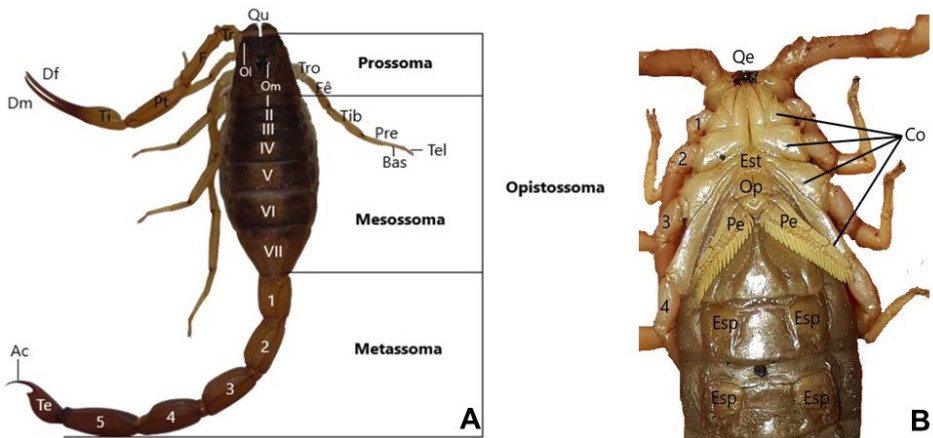 Qu
Tr
F
Ol
Om
Tro
Fê
Df
Dm
Pt
Ti
Tib
Pre
Bas
Tel
I
II
III
IV
V
VI
VII
1
2
3
4
5
Te
Ac
Prossoma
Mesossoma
Opistossoma
Metassoma
A
Qe
1
2
3
4
Co
Est
Op
Pe Pe
Esp Esp
Esp Esp
B